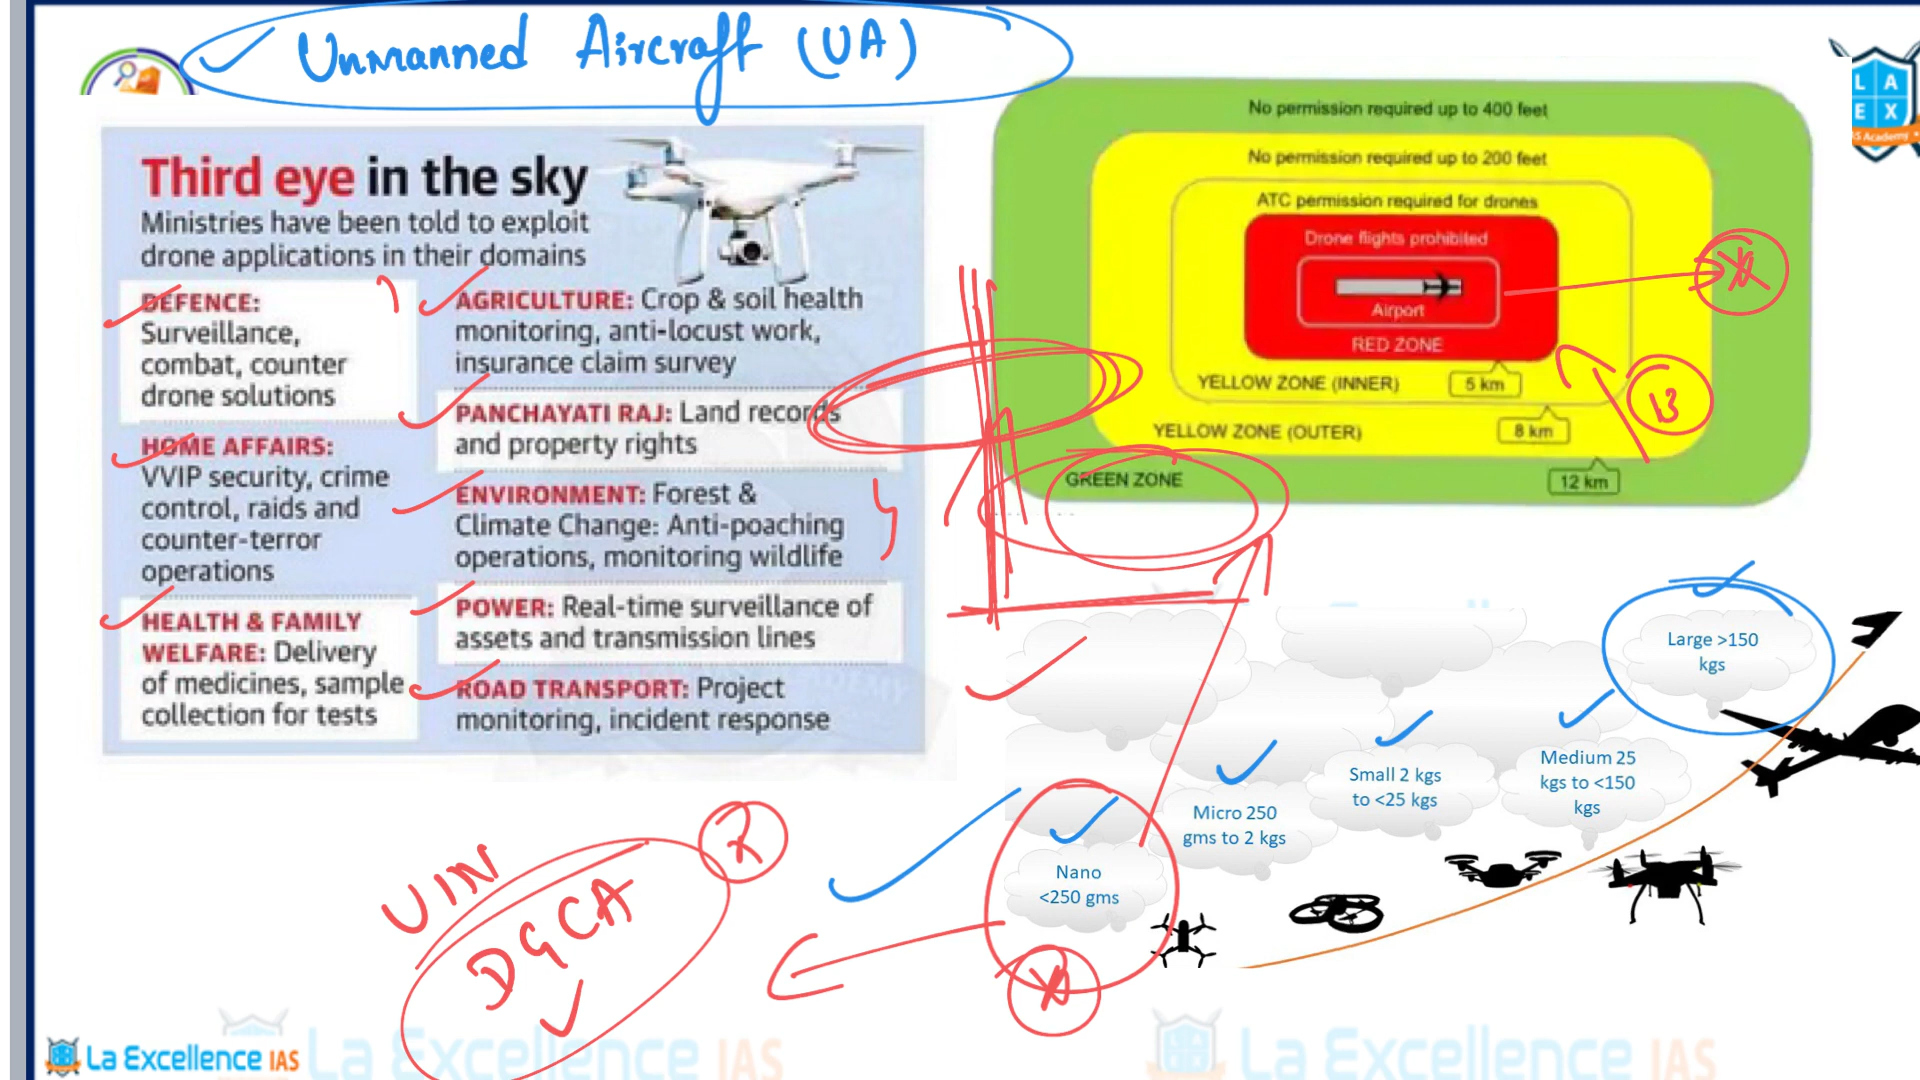 Unmanned Aircraft (UA)
L A
E X
IAS Academy
Third eye in the sky
Ministries have been told to exploit
drone applications in their domains
DEFENCE:
Surveillance,
combat, counter
drone solutions
HOME AFFAIRS:
VVIP security, crime
control, raids and
counter-terror
operations
HEALTH & FAMILY
WELFARE: Delivery
of medicines, sample
collection for tests
AGRICULTURE: Crop & soil health
monitoring, anti-locust work,
insurance claim survey
PANCHAYATI RAJ: Land records
and property rights
ENVIRONMENT: Forest &
Climate Change: Anti-poaching
operations, monitoring wildlife
POWER: Real-time surveillance of
assets and transmission lines
ROAD TRANSPORT: Project
monitoring, incident response
No permission required up to 400 feet
No permission required up to 200 feet
ATC permission required for drones
Drone flights prohibited
Airport
RED ZONE
YELLOW ZONE (INNER)
5 km
YELLOW ZONE (OUTER)
8 km
GREEN ZONE
12 km
Large >150
kgs
Medium 25
kgs to <150
kgs
Small 2 kgs
to <25 kgs
Micro 250
gms to 2 kgs
Nano
<250 gms
UIN
DGCA
La Excellence IAS
La Excellence IAS
La Excellence IAS